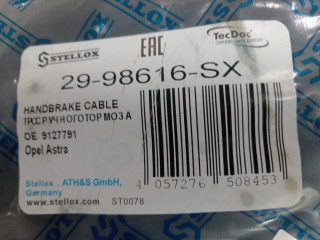 STELLOX
EAC
TecDoc
29-98616-SX
HANDBRAKE CABLE
ТРОС РУЧНОГО ТОРМОЗА
OE 9127791
Opel Astra
Stellox , ATH&S GmbH,
Germany
www.stellox.com ST0078
4 057276 508453